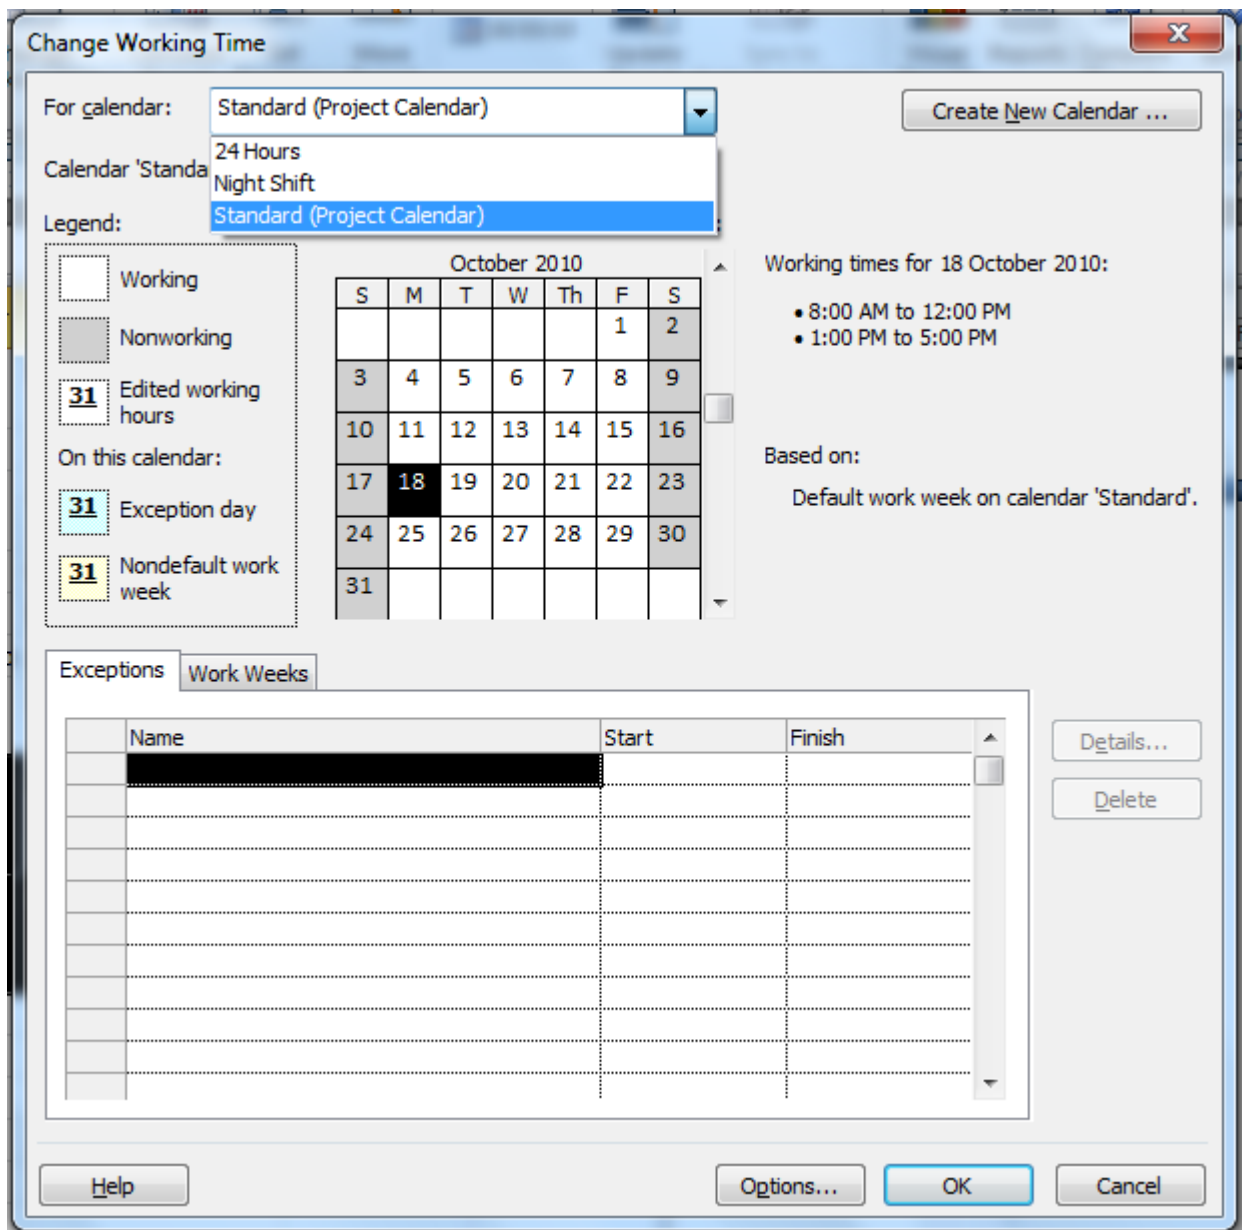 Change Working Time
For calendar: Standard (Project Calendar) Create New Calendar ...
24 Hours
Calendar 'Standa
Night Shift
Standard (Project Calendar)
Legend:
Working
Nonworking
31 Edited working
hours
On this calendar:
31 Exception day
31 Nondefault work
week
October 2010
S M T W Th F S
1 2
3 4 5 6 7 8 9
10 11 12 13 14 15 16
17 18 19 20 21 22 23
24 25 26 27 28 29 30
31
Working times for 18 October 2010:
• 8:00 AM to 12:00 PM
• 1:00 PM to 5:00 PM
Based on:
Default work week on calendar 'Standard'.
Exceptions Work Weeks
Name Start Finish
Details...
Delete
Help Options... OK Cancel